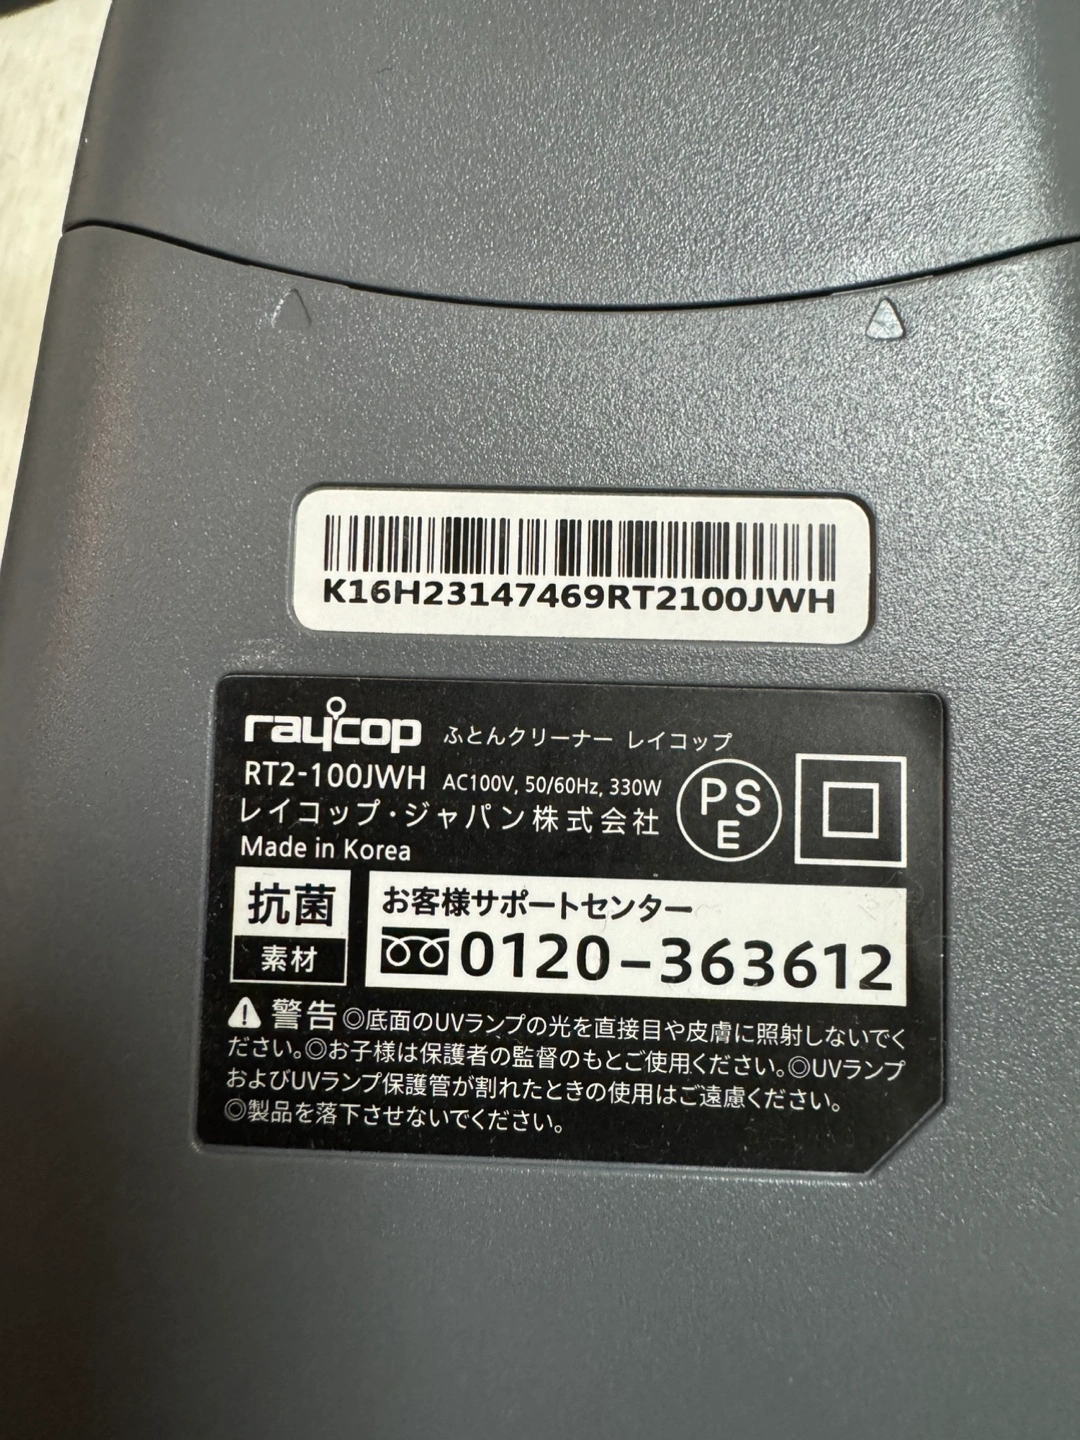 K16H23147469RT2100JWH
raycop ふとんクリーナー レイコップ
RT2-100JWH AC100V, 50/60Hz, 330W
レイコップ・ジャパン株式会社
Made in Korea
PS
E
抗菌
素材
お客様サポートセンター
0120-363612
警告 ◎底面のUVランプの光を直接目や皮膚に照射しないでく
ださい。◎お子様は保護者の監督のもとご使用ください。◎UVランプ
およびUVランプ保護管が割れたときの使用はご遠慮ください。
◎製品を落下させないでください。